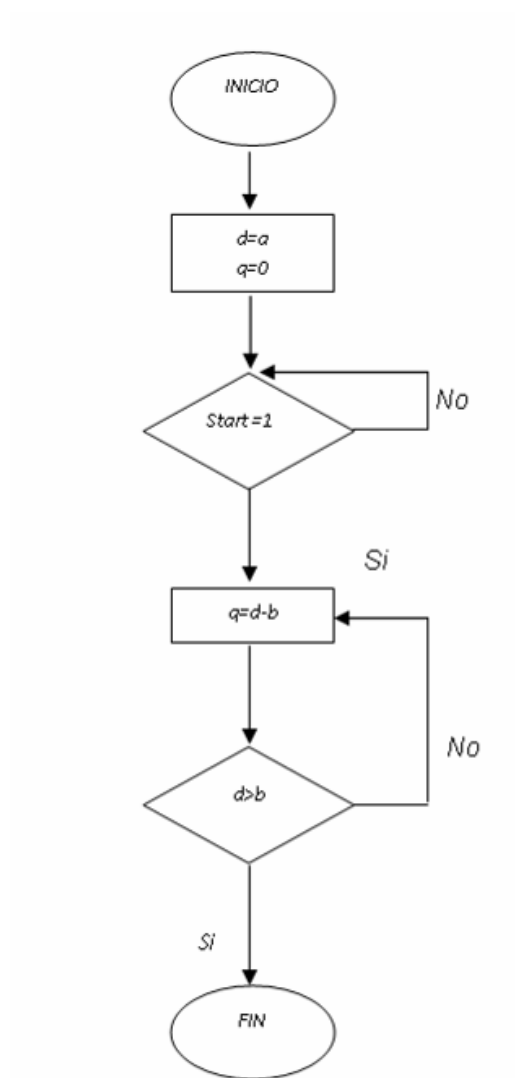 INICIO
d=a
q=0
Start=1
No
Si
q=d-b
No
d>b
Si
FIN